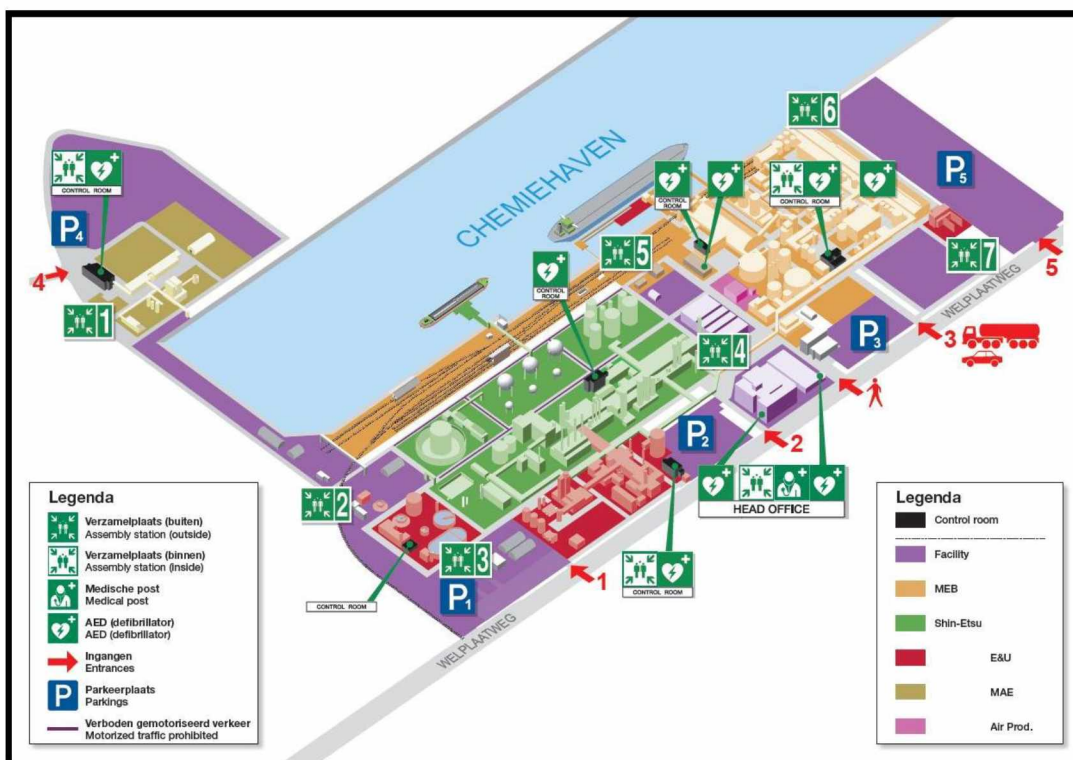 CHEMIEHAVEN
6
P5
CONTROL ROOM
P4
CONTROL ROOM
CONTROL ROOM
4
1
5
CONTROL ROOM
7
5
WELPLAATWEG
3
P3
4
P2
2
HEAD OFFICE
2
3
P1
1
CONTROL ROOM
CONTROL ROOM
WELPLAATWEG
Legenda
Verzamelplaats (buiten)
Assembly station (outside)
Verzamelplaats (binnen)
Assembly station (inside)
Medische post
Medical post
AED (defibrillator)
AED (defibrillator)
Ingangen
Entrances
P
Parkeerplaats
Parkings
Verboden gemotoriseerd verkeer
Motorized traffic prohibited
Legenda
Control room
Facility
MEB
Shin-Etsu
E&U
MAE
Air Prod.